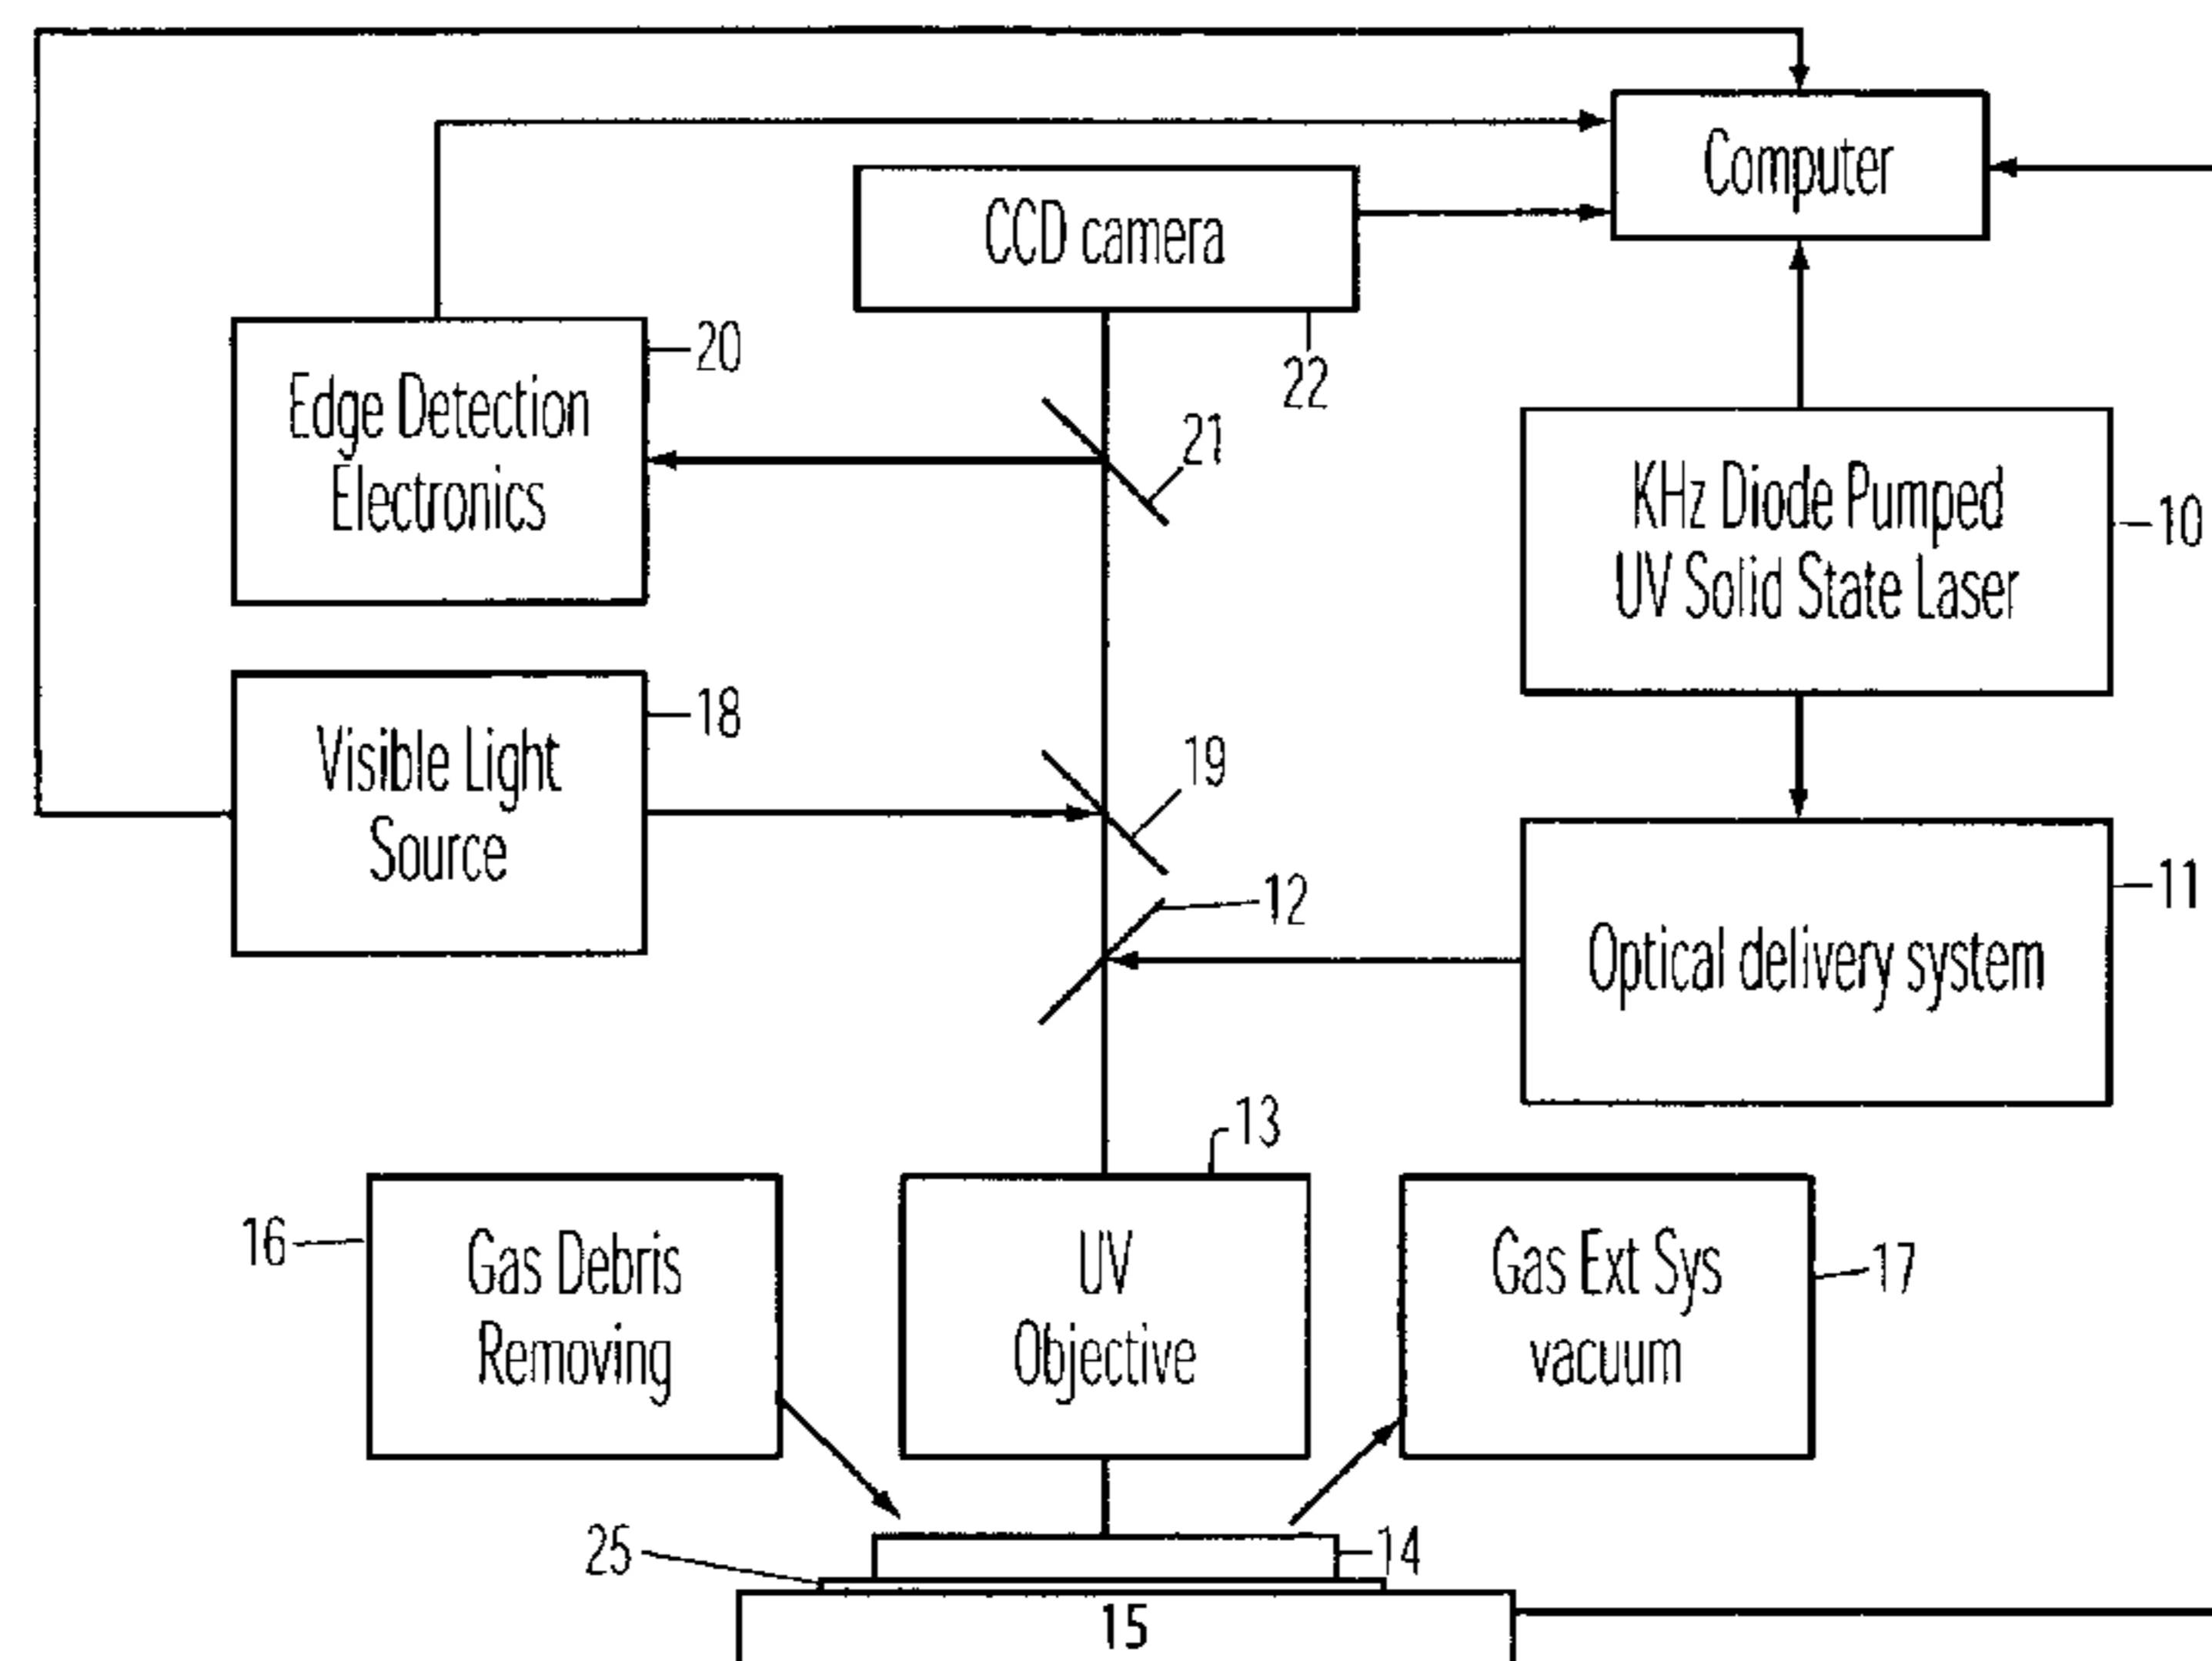 Computer
CCD camera
22
20
Edge Detection
Electronics
21
KHz Diode Pumped
UV Solid State Laser
10
18
Visible Light
Source
19
12
11
Optical delivery system
13
16
Gas Debris
Removing
UV
Objective
Gas Ext Sys
vacuum
17
25
14
15